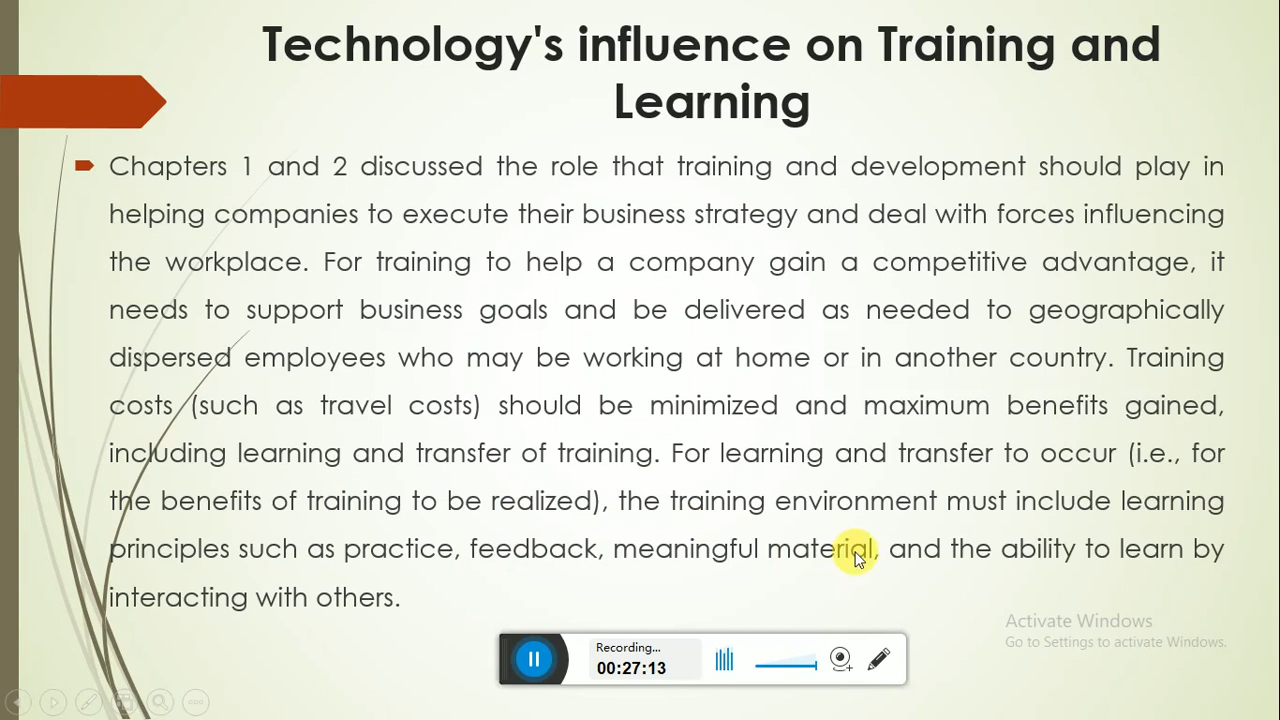 Technology's influence on Training and
Learning
Chapters 1 and 2 discussed the role that training and development should play in
helping companies to execute their business strategy and deal with forces influencing
the workplace. For training to help a company gain a competitive advantage, it
needs to support business goals and be delivered as needed to geographically
dispersed employees who may be working at home or in another country. Training
costs (such as travel costs) should be minimized and maximum benefits gained,
including learning and transfer of training. For learning and transfer to occur (i.e., for
the benefits of training to be realized), the training environment must include learning
principles such as practice, feedback, meaningful material, and the ability to learn by
interacting with others.
Activate Windows
Go to Settings to activate Windows.
Recording...
00:27:13